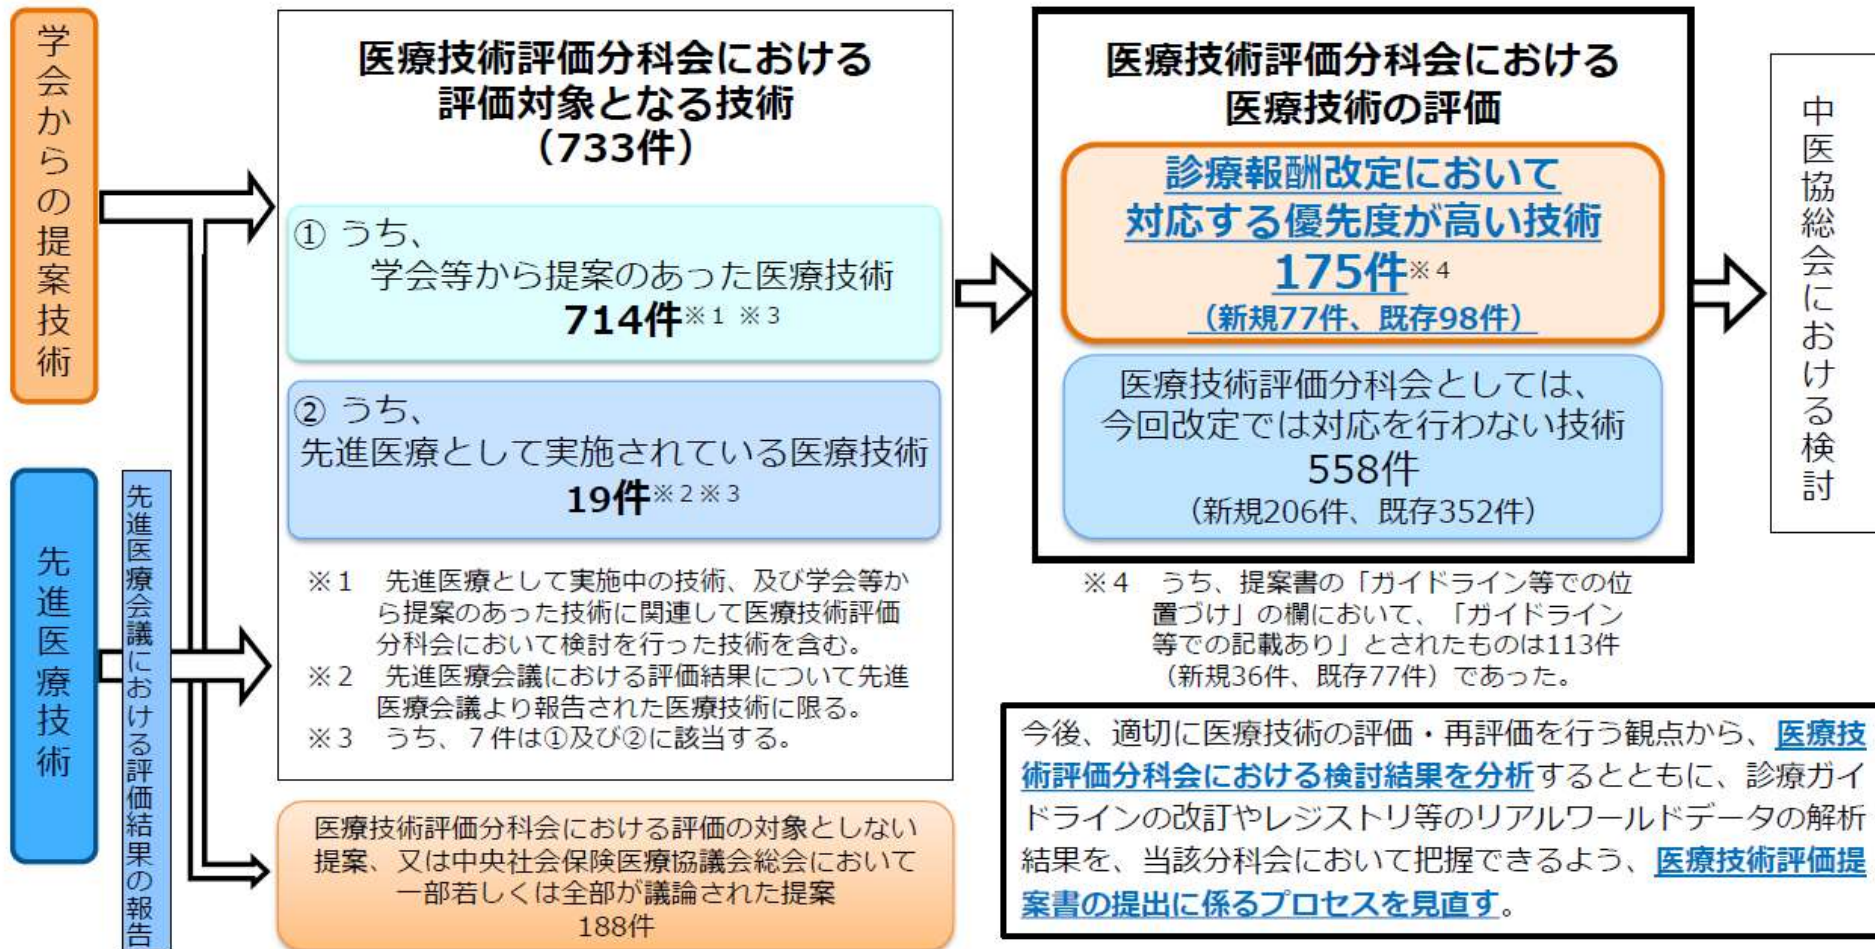 学会からの提案技術
先進医療技術
先進医療会議における評価結果の報告
医療技術評価分科会における
評価対象となる技術
（733件）
① うち、
学会等から提案のあった医療技術
714件※１ ※３
② うち、
先進医療として実施されている医療技術
19件※２※３
※１　先進医療として実施中の技術、及び学会等か
ら提案のあった技術に関連して医療技術評価
分科会において検討を行った技術を含む。
※２　先進医療会議における評価結果について先進
医療会議より報告された医療技術に限る。
※３　うち、７件は①及び②に該当する。
医療技術評価分科会における評価の対象としない
提案、又は中央社会保険医療協議会総会において
一部若しくは全部が議論された提案
188件
医療技術評価分科会における
医療技術の評価
診療報酬改定において
対応する優先度が高い技術
175件※４
（新規77件、既存98件）
医療技術評価分科会としては、
今回改定では対応を行わない技術
558件
（新規206件、既存352件）
※４　うち、提案書の「ガイドライン等での位
置づけ」の欄において、「ガイドライン
等での記載あり」とされたものは113件
（新規36件、既存77件）であった。
今後、適切に医療技術の評価・再評価を行う観点から、医療技
術評価分科会における検討結果を分析するとともに、診療ガイ
ドラインの改訂やレジストリ等のリアルワールドデータの解析
結果を、当該分科会において把握できるよう、医療技術評価提
案書の提出に係るプロセスを見直す。
中医協総会における検討